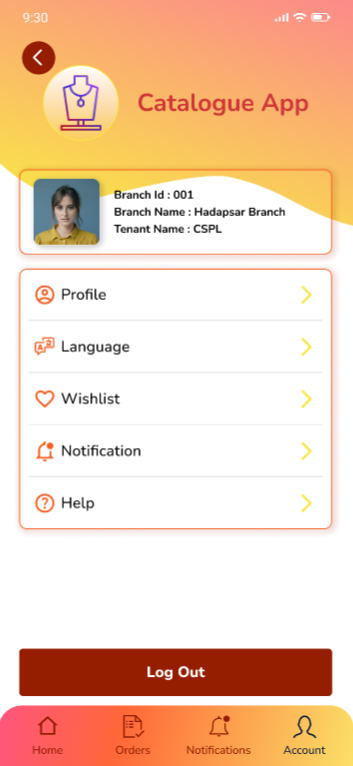 9:30
Catalogue App
Branch Id : 001
Branch Name : Hadapsar Branch
Tenant Name : CSPL
Profile
Language
Wishlist
Notification
Help
Log Out
Home
Orders
Notifications
Account